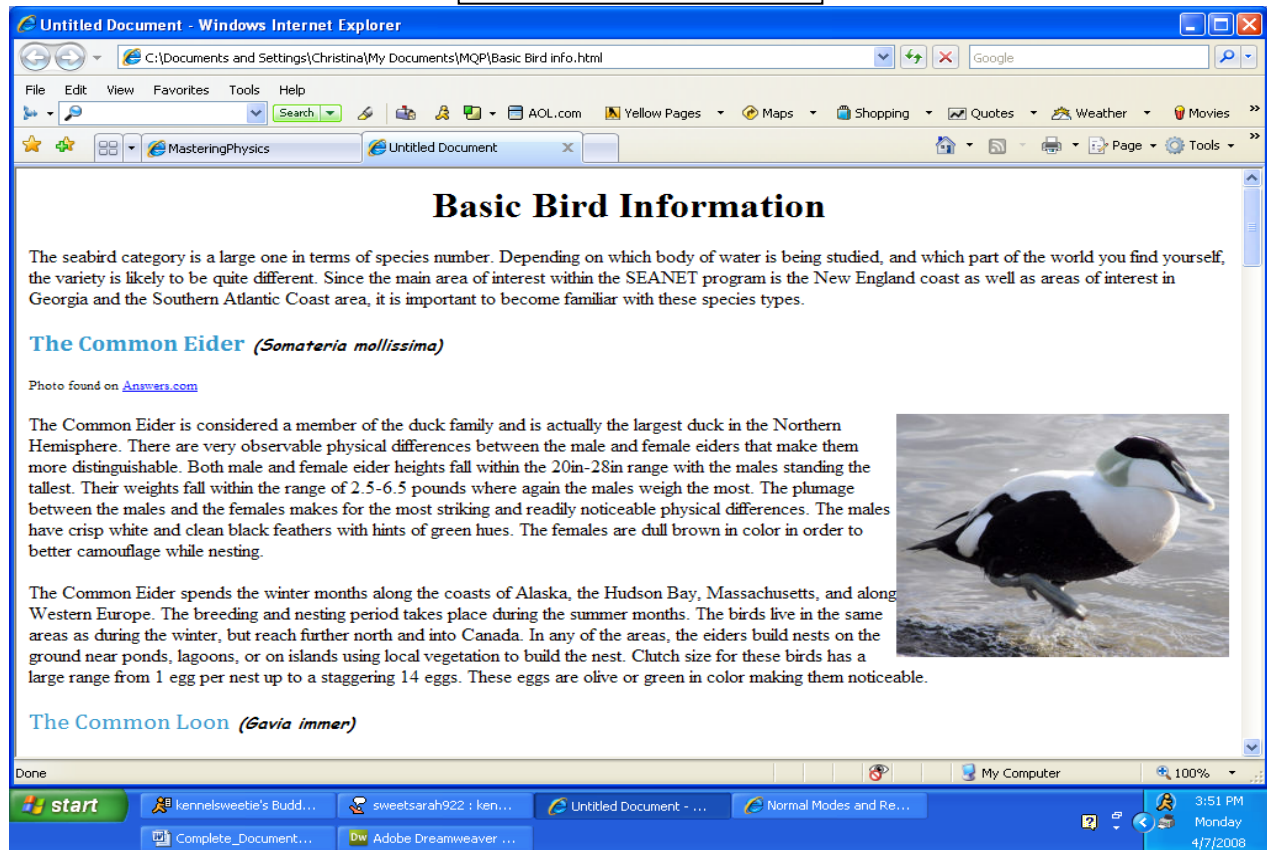 Untitled Document - Windows Internet Explorer
C:\Documents and Settings\Christina\My Documents\MQP\Basic Bird info.html
Google
File Edit View Favorites Tools Help
Search AOL.com Yellow Pages Maps Shopping Quotes Weather Movies »
MasteringPhysics Untitled Document Page Tools »
Basic Bird Information
The seabird category is a large one in terms of species number. Depending on which body of water is being studied, and which part of the world you find yourself,
the variety is likely to be quite different. Since the main area of interest within the SEANET program is the New England coast as well as areas of interest in
Georgia and the Southern Atlantic Coast area, it is important to become familiar with these species types.
The Common Eider (Somateria mollissima)
Photo found on Answers.com
The Common Eider is considered a member of the duck family and is actually the largest duck in the Northern
Hemisphere. There are very observable physical differences between the male and female eiders that make them
more distinguishable. Both male and female eider heights fall within the 20in-28in range with the males standing the
tallest. Their weights fall within the range of 2.5-6.5 pounds where again the males weigh the most. The plumage
between the males and the females makes for the most striking and readily noticeable physical differences. The males
have crisp white and clean black feathers with hints of green hues. The females are dull brown in color in order to
better camouflage while nesting.
The Common Eider spends the winter months along the coasts of Alaska, the Hudson Bay, Massachusetts, and along
Western Europe. The breeding and nesting period takes place during the summer months. The birds live in the same
areas as during the winter, but reach further north and into Canada. In any of the areas, the eiders build nests on the
ground near ponds, lagoons, or on islands using local vegetation to build the nest. Clutch size for these birds has a
large range from 1 egg per nest up to a staggering 14 eggs. These eggs are olive or green in color making them noticeable.
The Common Loon (Gavia immer)
Done My Computer 100%
start kennelsweetie's Budd... sweetsarah922 : ken... Untitled Document - ... Normal Modes and Re... 3:51 PM
Monday
Complete_Document... Dw Adobe Dreamweaver ... 4/7/2008